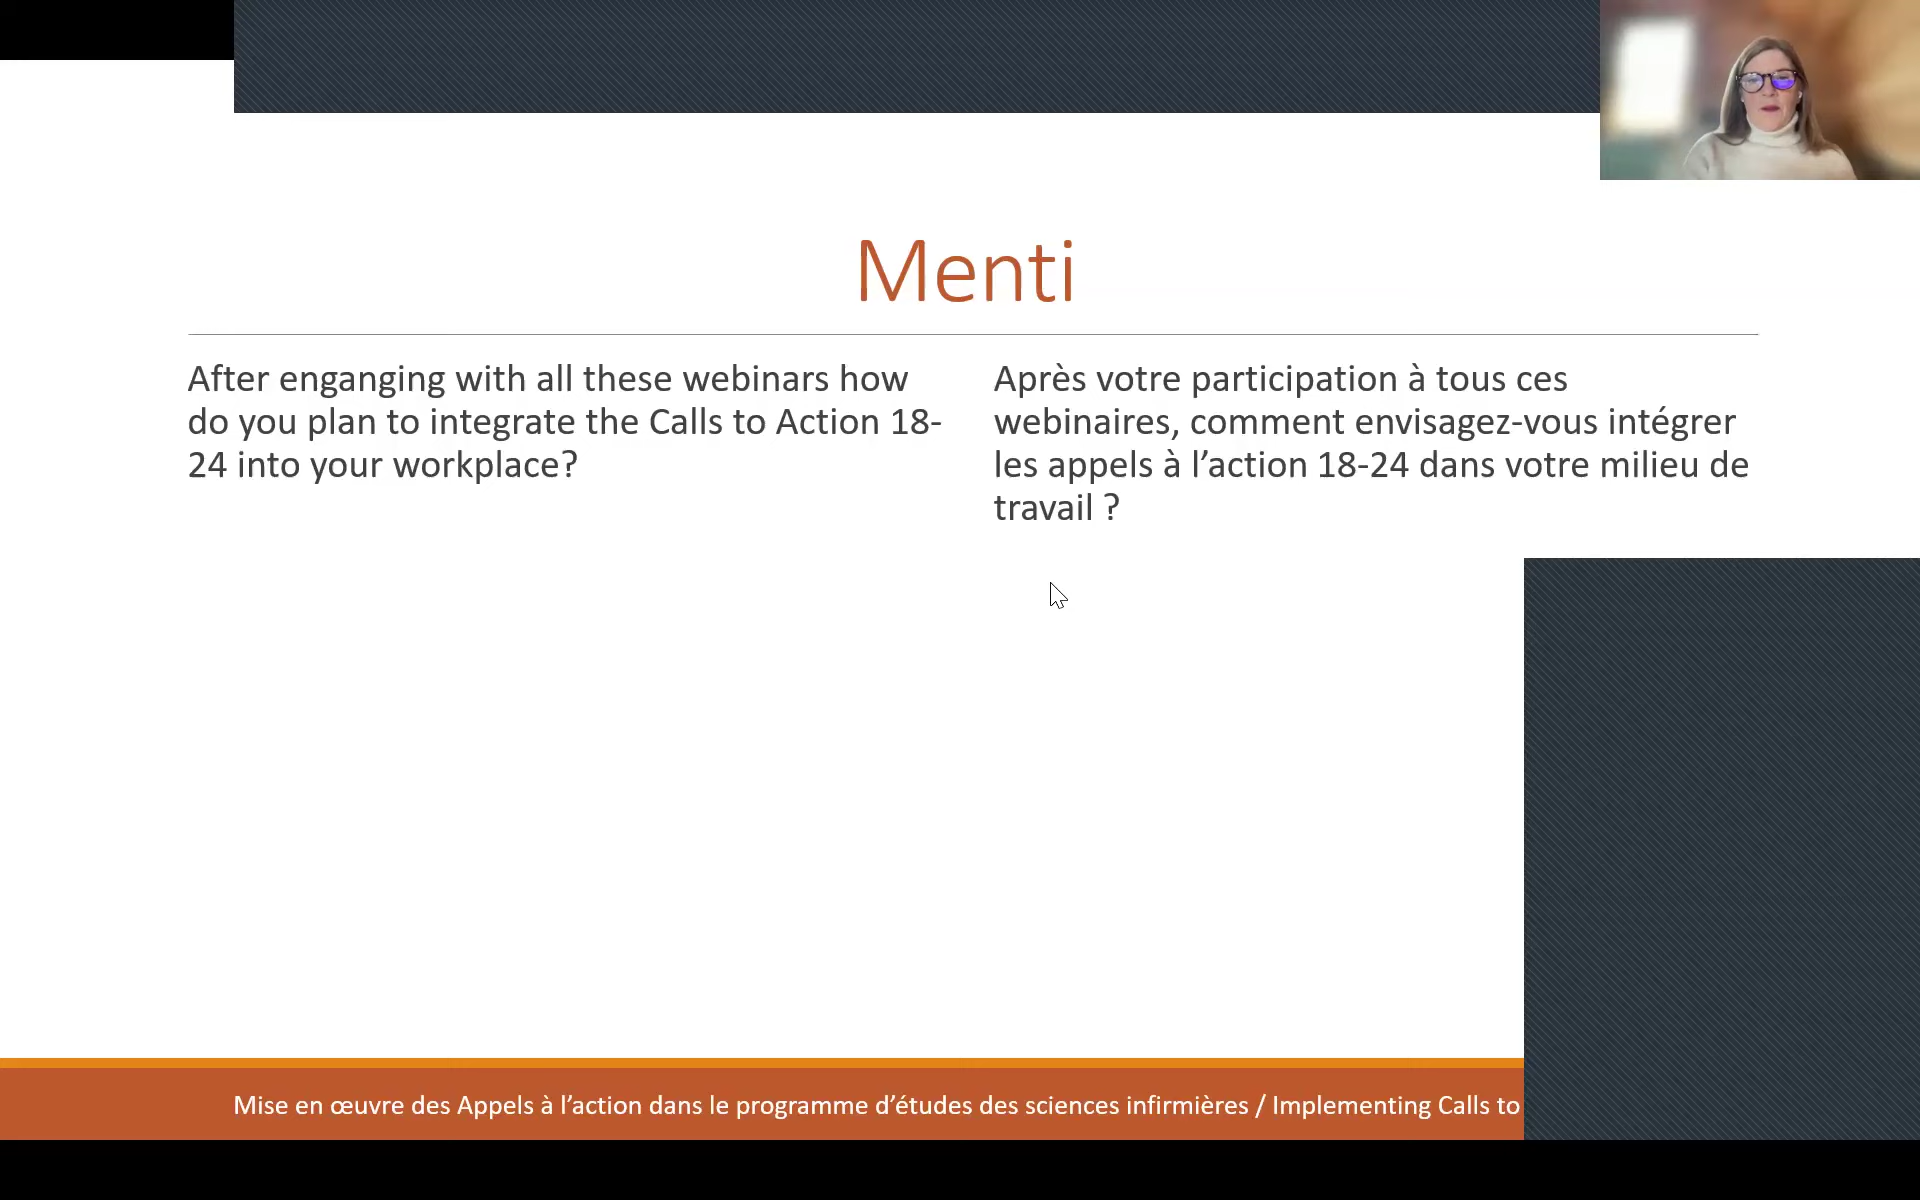 Menti
After enganging with all these webinars how
do you plan to integrate the Calls to Action 18-
24 into your workplace?
Après votre participation à tous ces
webinaires, comment envisagez-vous intégrer
les appels à l’action 18-24 dans votre milieu de
travail ?
Mise en œuvre des Appels à l’action dans le programme d’études des sciences infirmières / Implementing Calls to